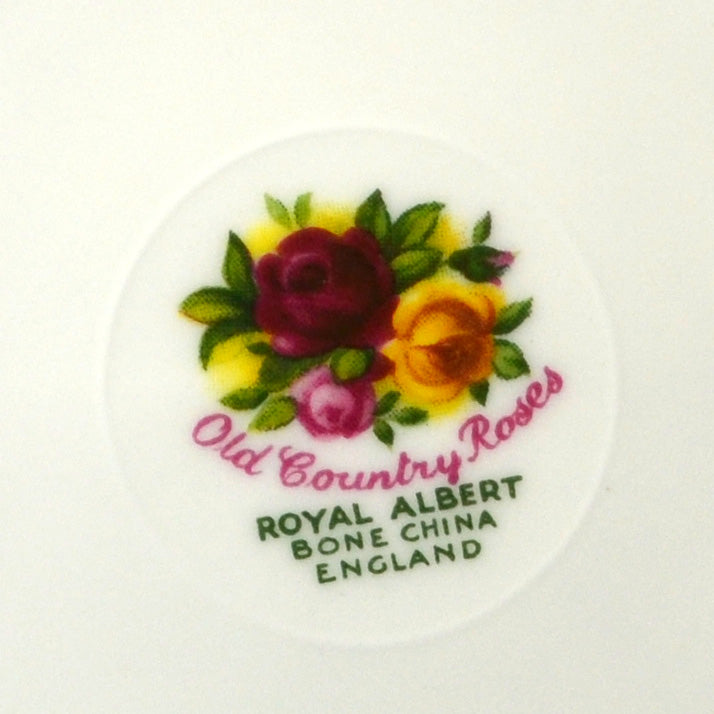 Old Country Roses
ROYAL ALBERT
BONE CHINA
ENGLAND